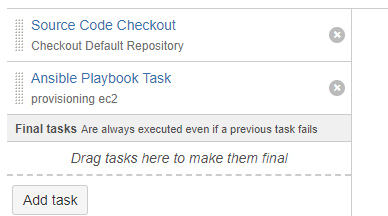 Source Code Checkout
Checkout Default Repository
Ansible Playbook Task
provisioning ec2
Final tasks Are always executed even if a previous task fails
Drag tasks here to make them final
Add task